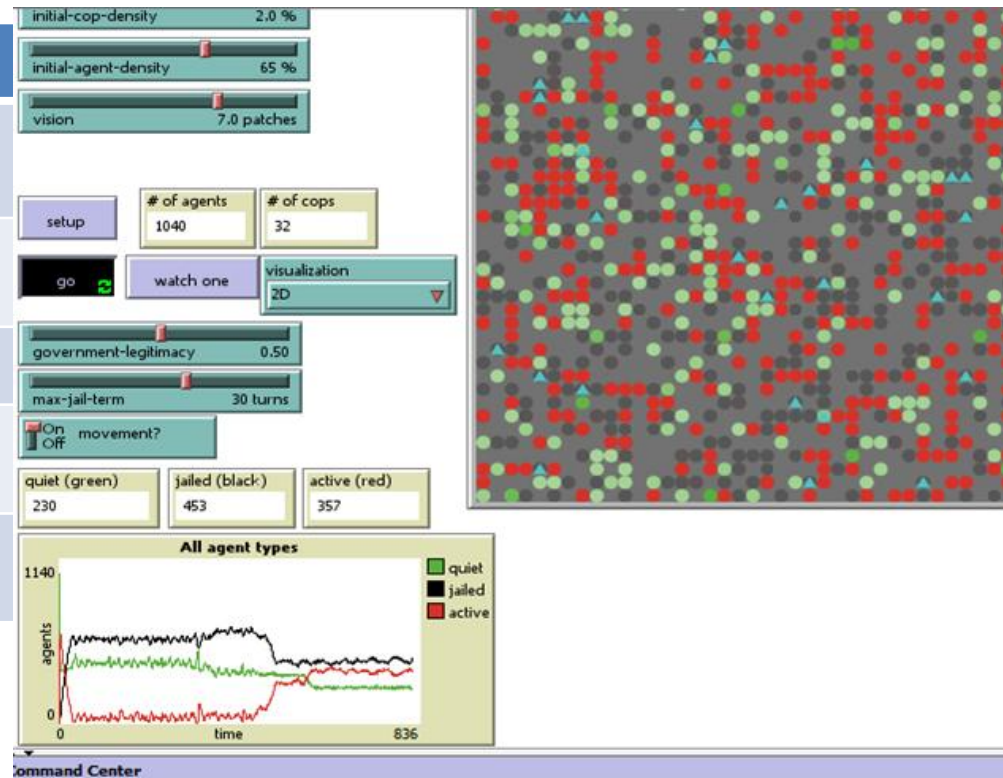 initial-cop-density 2.0 %
initial-agent-density 65 %
vision 7.0 patches
setup
# of agents
1040
# of cops
32
go
watch one
visualization
2D
government-legitimacy 0.50
max-jail-term 30 turns
On
Off
movement?
quiet (green)
230
jailed (black)
453
active (red)
357
All agent types
1140
agents
0
0 time 836
quiet
jailed
active
Command Center